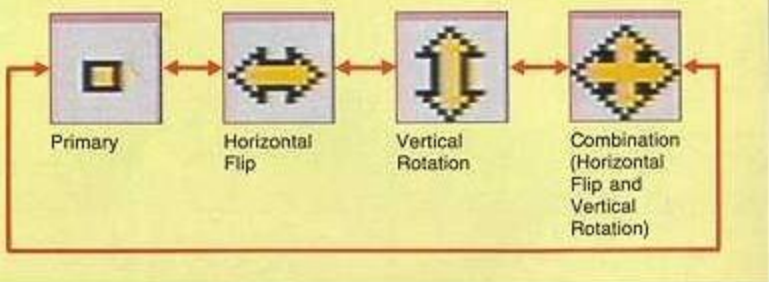 Primary
Horizontal
Flip
Vertical
Rotation
Combination
(Horizontal
Flip and
Vertical
Rotation)